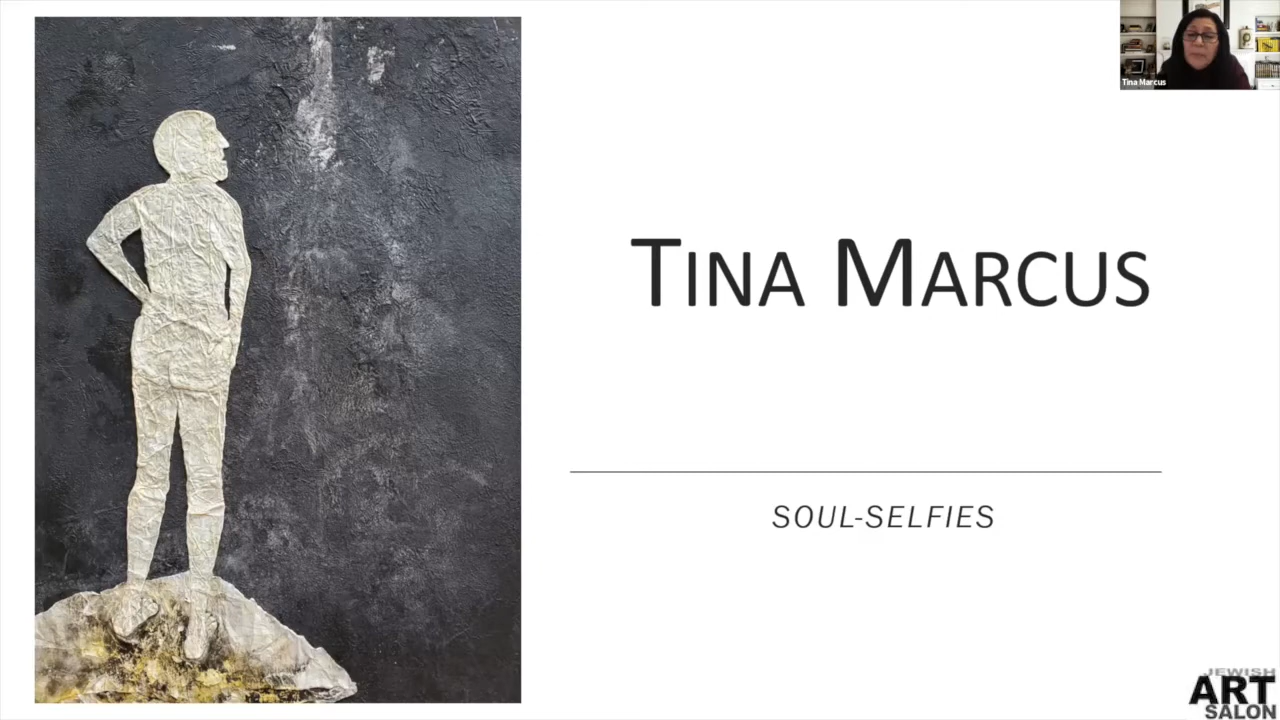 Tina Marcus
TINA MARCUS
SOUL-SELFIES
JEWISH
ART
SALON